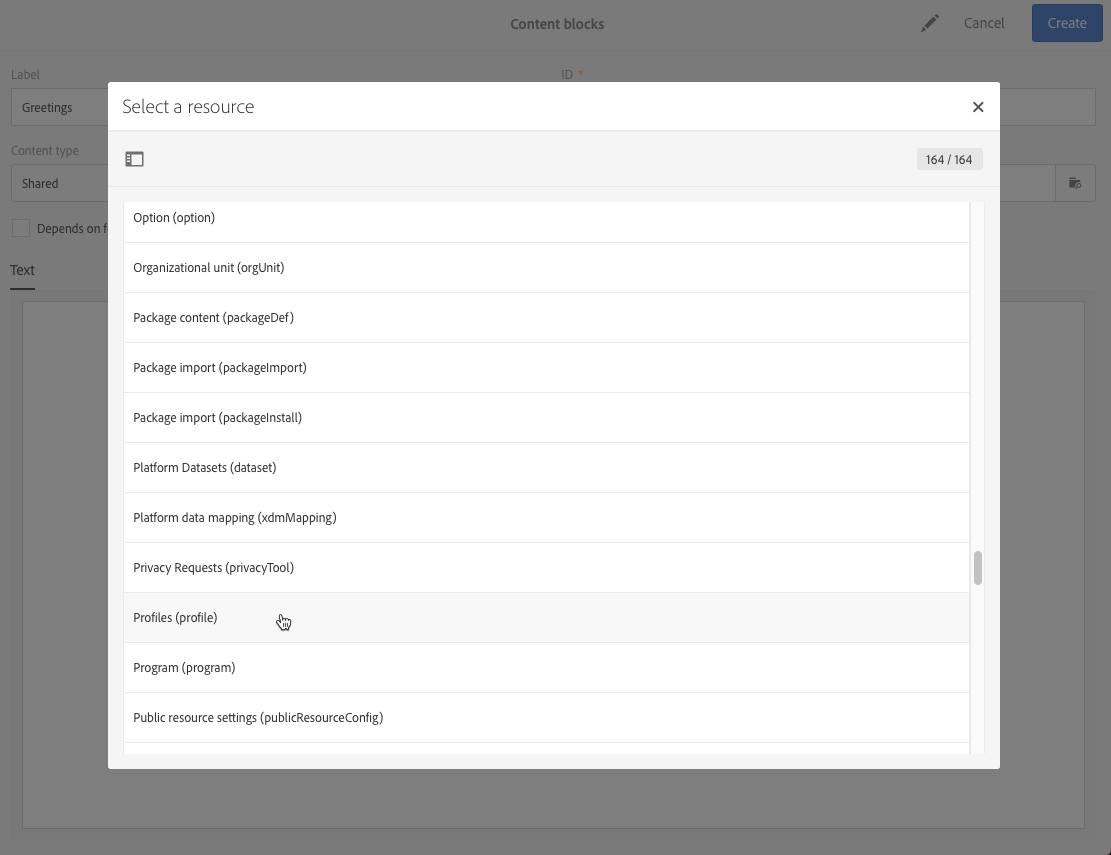 Content blocks
Cancel
Create
Label
ID *
Greetings
Select a resource
Content type
164 / 164
Shared
Option (option)
Depends on f
Organizational unit (orgUnit)
Text
Package content (packageDef)
Package import (packageImport)
Package import (packageInstall)
Platform Datasets (dataset)
Platform data mapping (xdmMapping)
Privacy Requests (privacyTool)
Profiles (profile)
Program (program)
Public resource settings (publicResourceConfig)